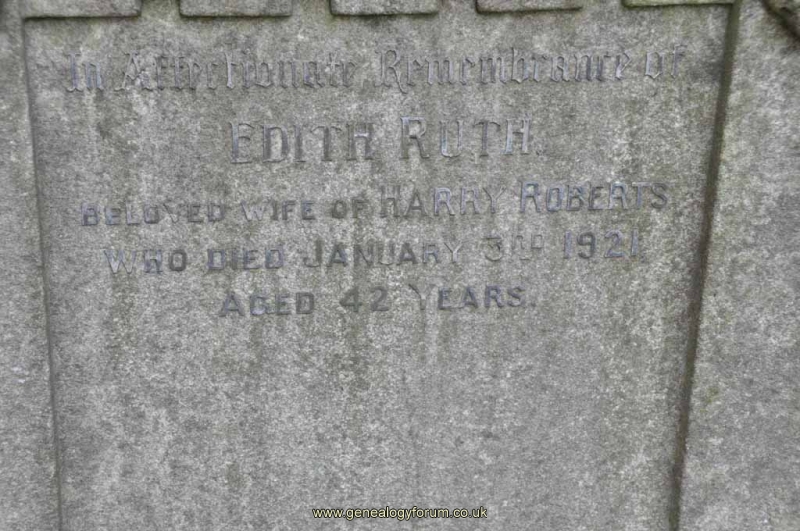 In Affectionate Remembrance of
EDITH RUTH.
BELOVED WIFE OF HARRY ROBERTS,
WHO DIED JANUARY 3RD 1921.
AGED 42 YEARS.
www.genealogyforum.co.uk